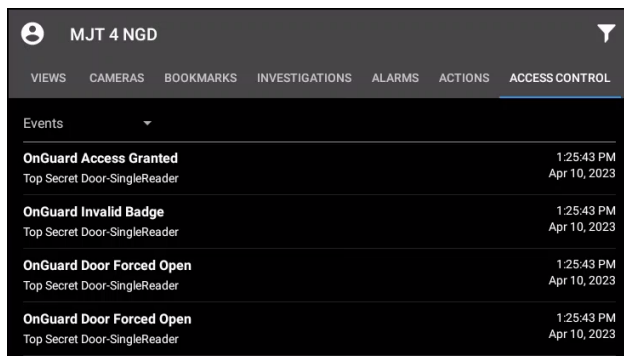 MJT 4 NGD
VIEWS CAMERAS BOOKMARKS INVESTIGATIONS ALARMS ACTIONS ACCESS CONTROL
Events
OnGuard Access Granted 1:25:43 PM
Top Secret Door-SingleReader Apr 10, 2023
OnGuard Invalid Badge 1:25:43 PM
Top Secret Door-SingleReader Apr 10, 2023
OnGuard Door Forced Open 1:25:43 PM
Top Secret Door-SingleReader Apr 10, 2023
OnGuard Door Forced Open 1:25:43 PM
Top Secret Door-SingleReader Apr 10, 2023